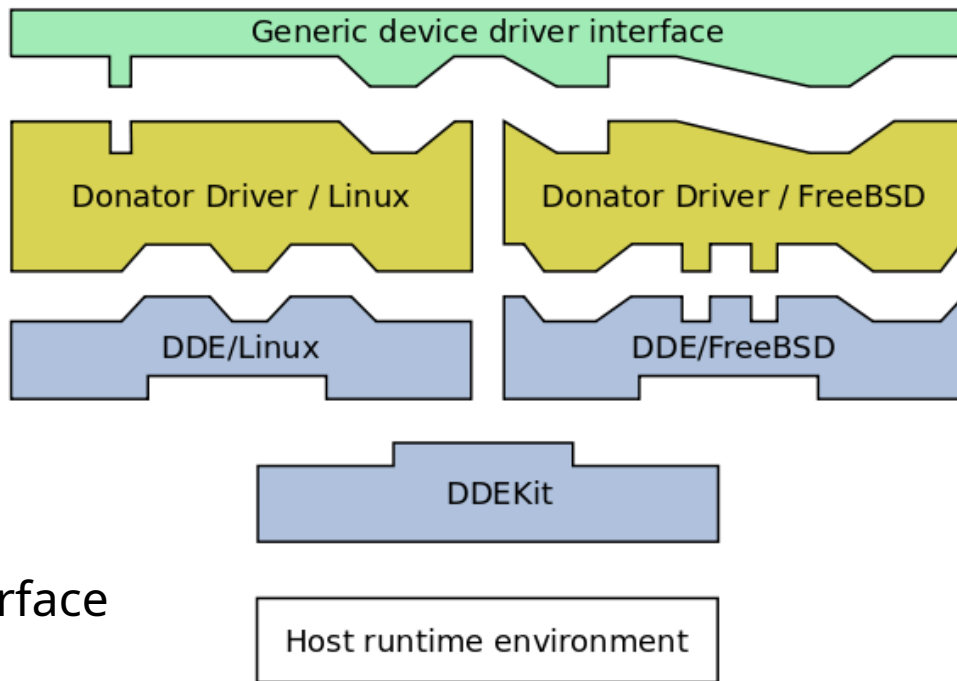 Generic device driver interface
Donator Driver / Linux
Donator Driver / FreeBSD
DDE/Linux
DDE/FreeBSD
DDEKit
rface
Host runtime environment